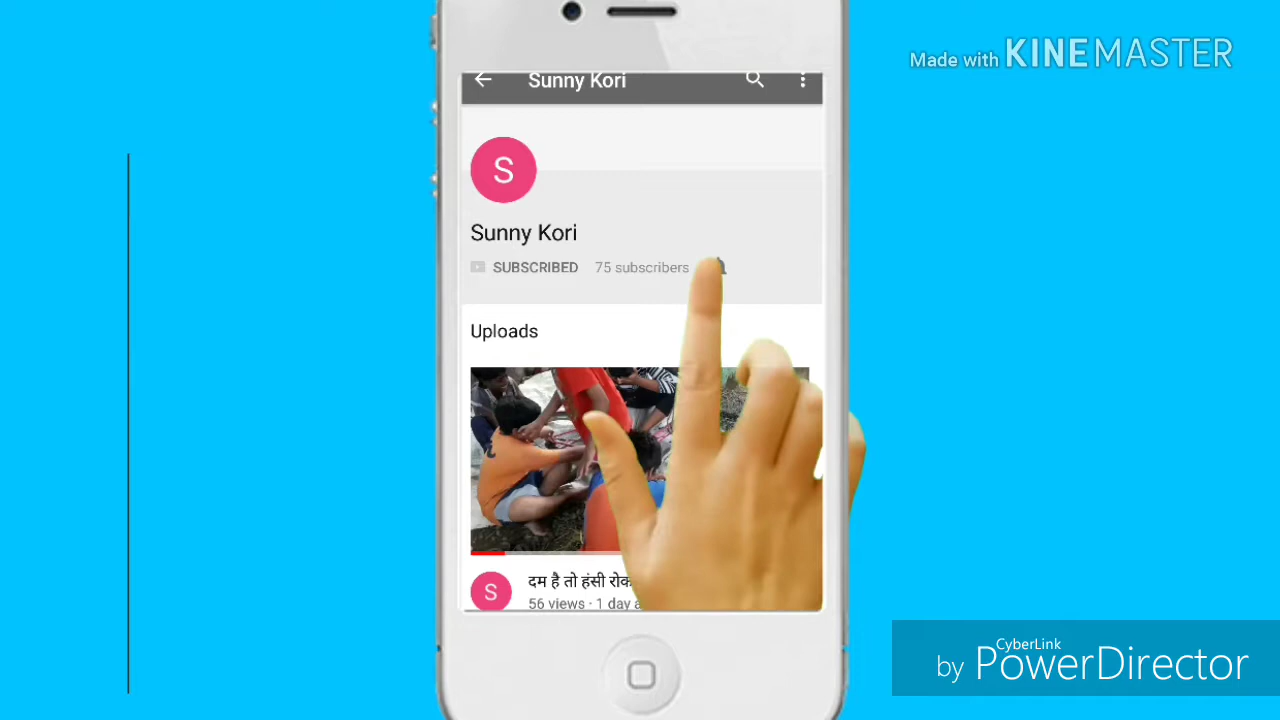 Made with KINEMASTER
Sunny Kori
S
Sunny Kori
SUBSCRIBED 75 subscribers
Uploads
S
दम है तो हंसी
56 views · 1 day
CyberLink
by PowerDirector